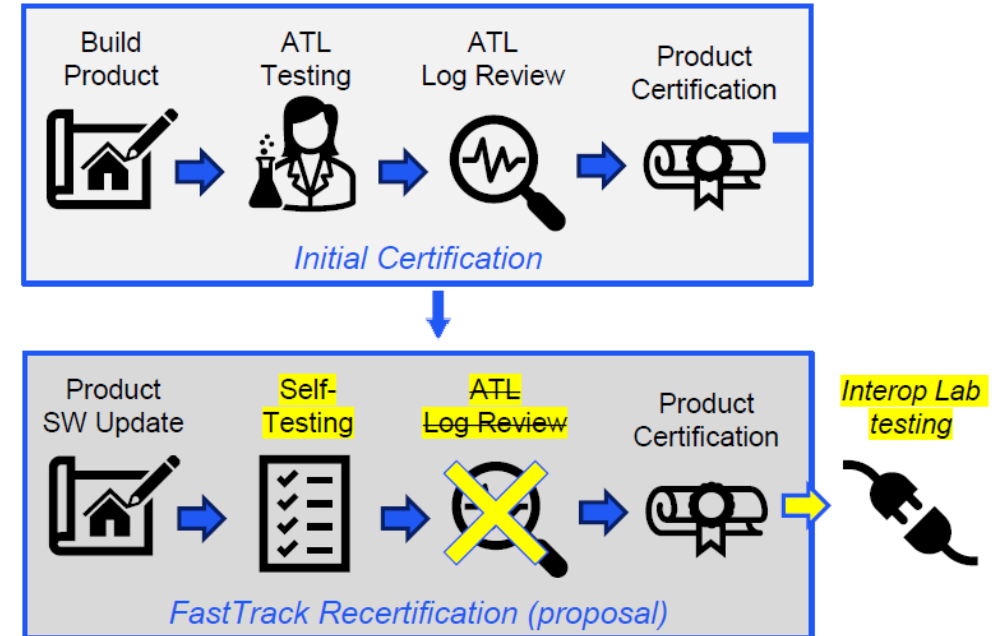 Build
Product
ATL
Testing
ATL
Log Review
Product
Certification
Initial Certification
Product
SW Update
Self-
Testing
ATL
Log Review
Product
Certification
Interop Lab
testing
FastTrack Recertification (proposal)